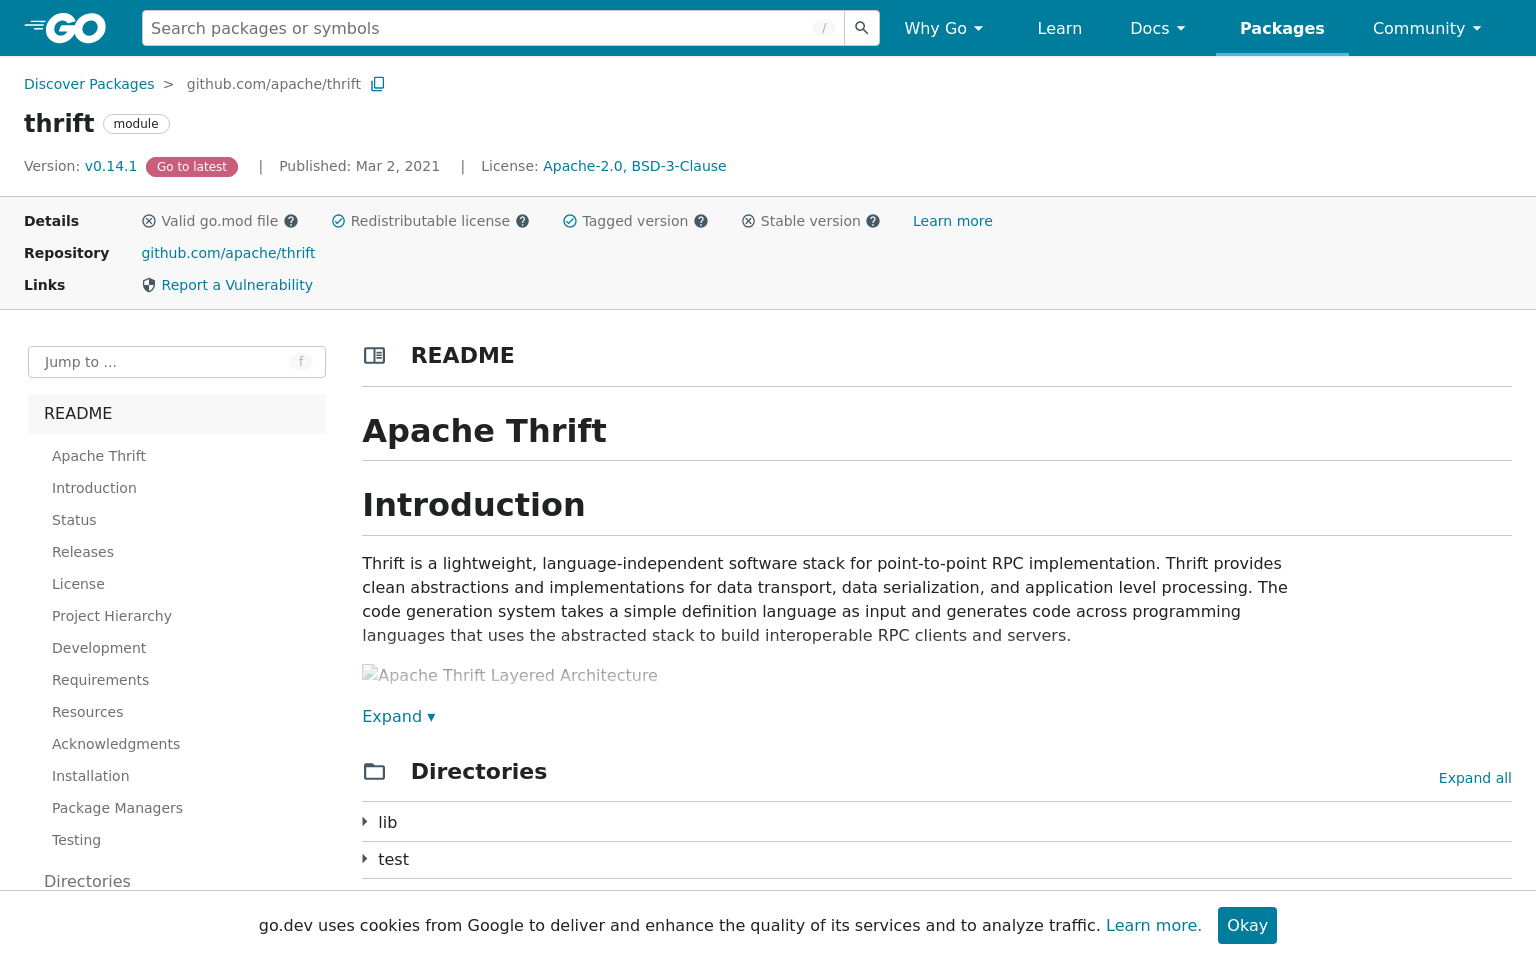 GO
Search packages or symbols /
Why Go
Learn
Docs
Packages
Community
Discover Packages > github.com/apache/thrift
thrift module
Version: v0.14.1 Go to latest | Published: Mar 2, 2021 | License: Apache-2.0, BSD-3-Clause
Details Valid go.mod file Redistributable license Tagged version Stable version Learn more
Repository github.com/apache/thrift
Links Report a Vulnerability
Jump to ... f
README
Apache Thrift
Introduction
Status
Releases
License
Project Hierarchy
Development
Requirements
Resources
Acknowledgments
Installation
Package Managers
Testing
Directories
README
Apache Thrift
Introduction
Thrift is a lightweight, language-independent software stack for point-to-point RPC implementation. Thrift provides
clean abstractions and implementations for data transport, data serialization, and application level processing. The
code generation system takes a simple definition language as input and generates code across programming
languages that uses the abstracted stack to build interoperable RPC clients and servers.
Apache Thrift Layered Architecture
Expand ▾
Directories
Expand all
lib
test
go.dev uses cookies from Google to deliver and enhance the quality of its services and to analyze traffic. Learn more. Okay